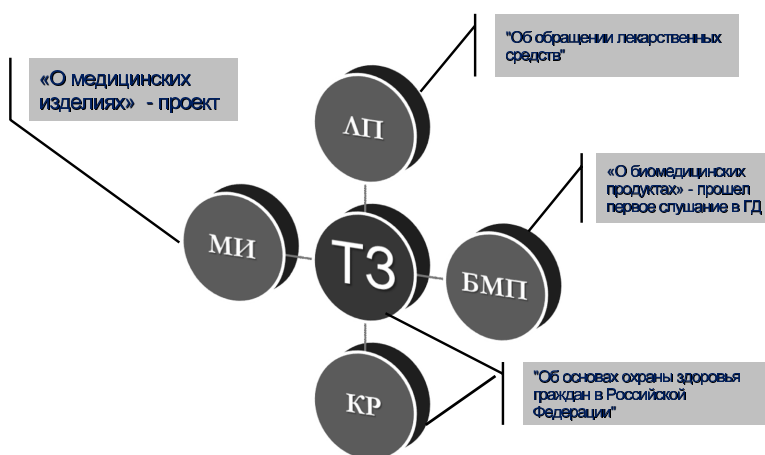 "Об обращении лекарственных
средств"
«О медицинских
изделиях» - проект
ЛП
«О биомедицинских
продуктах» - прошел
первое слушание в ГД
МИ
ТЗ
БМП
"Об основах охраны здоровья
граждан в Российской
Федерации"
КР